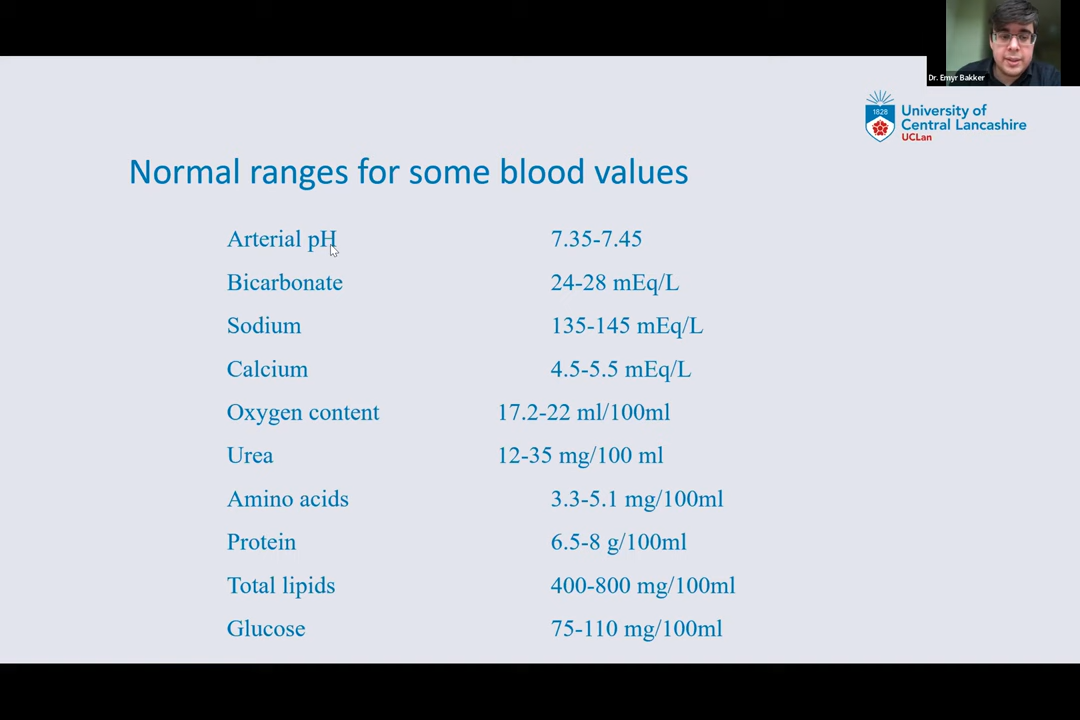 Dr. Emyr Bakker
1828
University of
Central Lancashire
UCLan
Normal ranges for some blood values
Arterial pH 7.35-7.45
Bicarbonate 24-28 mEq/L
Sodium 135-145 mEq/L
Calcium 4.5-5.5 mEq/L
Oxygen content 17.2-22 ml/100ml
Urea 12-35 mg/100 ml
Amino acids 3.3-5.1 mg/100ml
Protein 6.5-8 g/100ml
Total lipids 400-800 mg/100ml
Glucose 75-110 mg/100ml